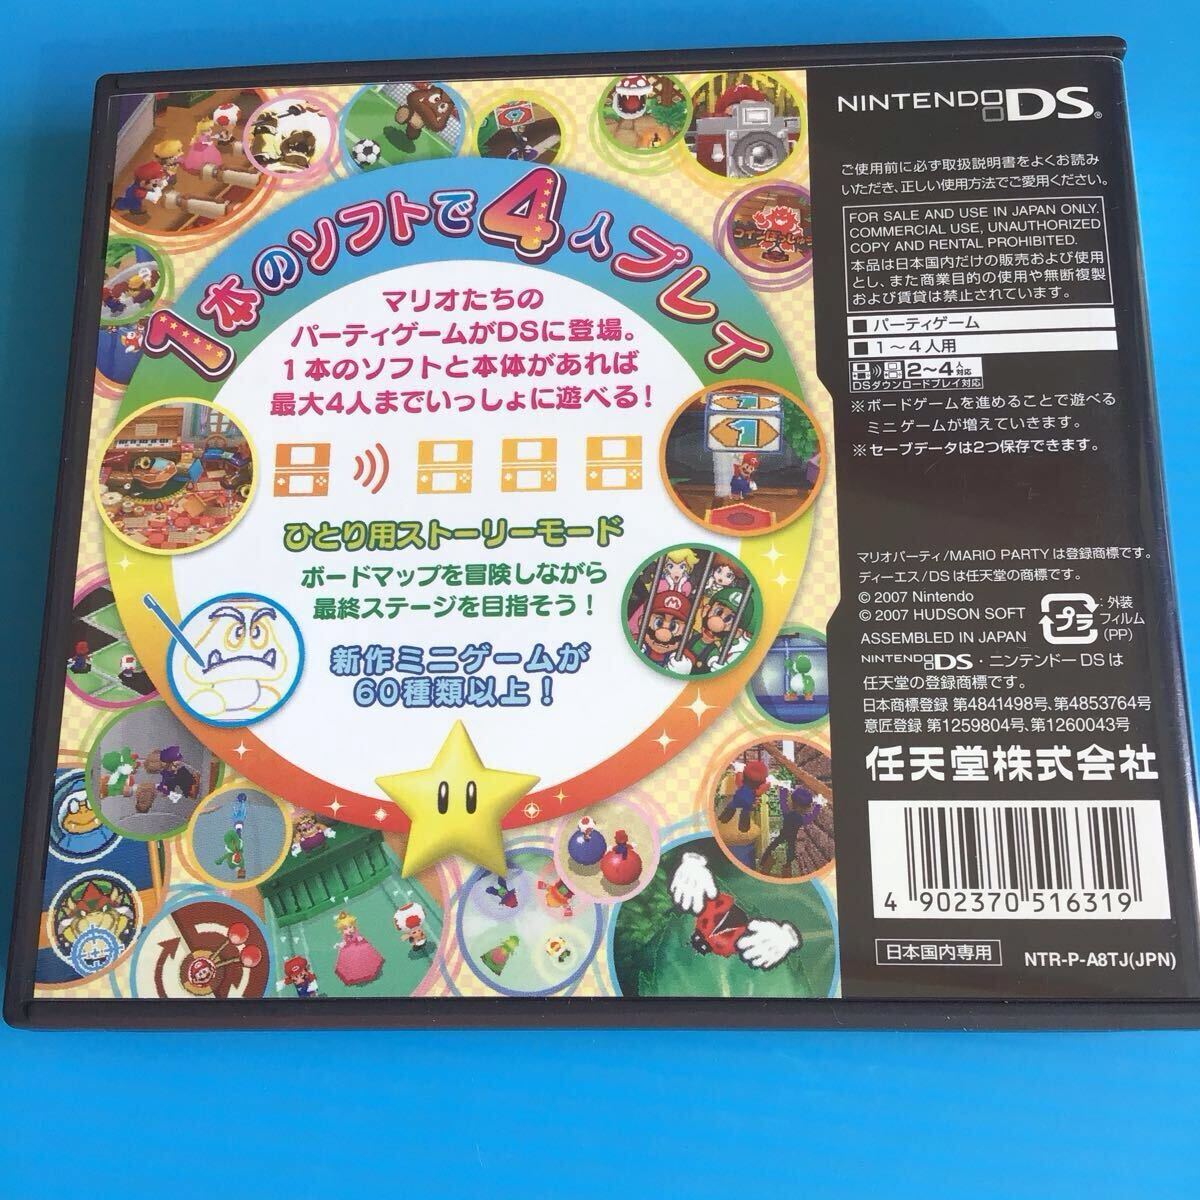 1本のソフトで4人プレイ
マリオたちの
パーティゲームがDSに登場。
1本のソフトと本体があれば
最大4人までいっしょに遊べる!
ひとり用ストーリーモード
ボードマップを冒険しながら
最終ステージを目指そう!
新作ミニゲームが
60種類以上!
NINTENDO DS®
ご使用前に必ず取扱説明書をよくお読み
いただき、正しい使用方法でご愛用ください。
FOR SALE AND USE IN JAPAN ONLY.
COMMERCIAL USE, UNAUTHORIZED
COPY AND RENTAL PROHIBITED.
本品は日本国内だけの販売および使用
とし、また商業目的の使用や無断複製
および賃貸は禁止されています。
■ パーティゲーム
■ 1〜4人用
2〜4人対応
DSダウンロードプレイ対応
※ボードゲームを進めることで遊べる
ミニゲームが増えていきます。
※セーブデータは2つ保存できます。
マリオパーティ/MARIO PARTYは登録商標です。
ディーエス/DSは任天堂の商標です。
© 2007 Nintendo
© 2007 HUDSON SOFT
ASSEMBLED IN JAPAN
プラ
:外装
フィルム
(PP)
NINTENDO DS・ニンテンドーDSは
任天堂の登録商標です。
日本商標登録 第4841498号、第4853764号
意匠登録 第1259804号、第1260043号
任天堂株式会社
4 902370 516319
日本国内専用
NTR-P-A8TJ(JPN)